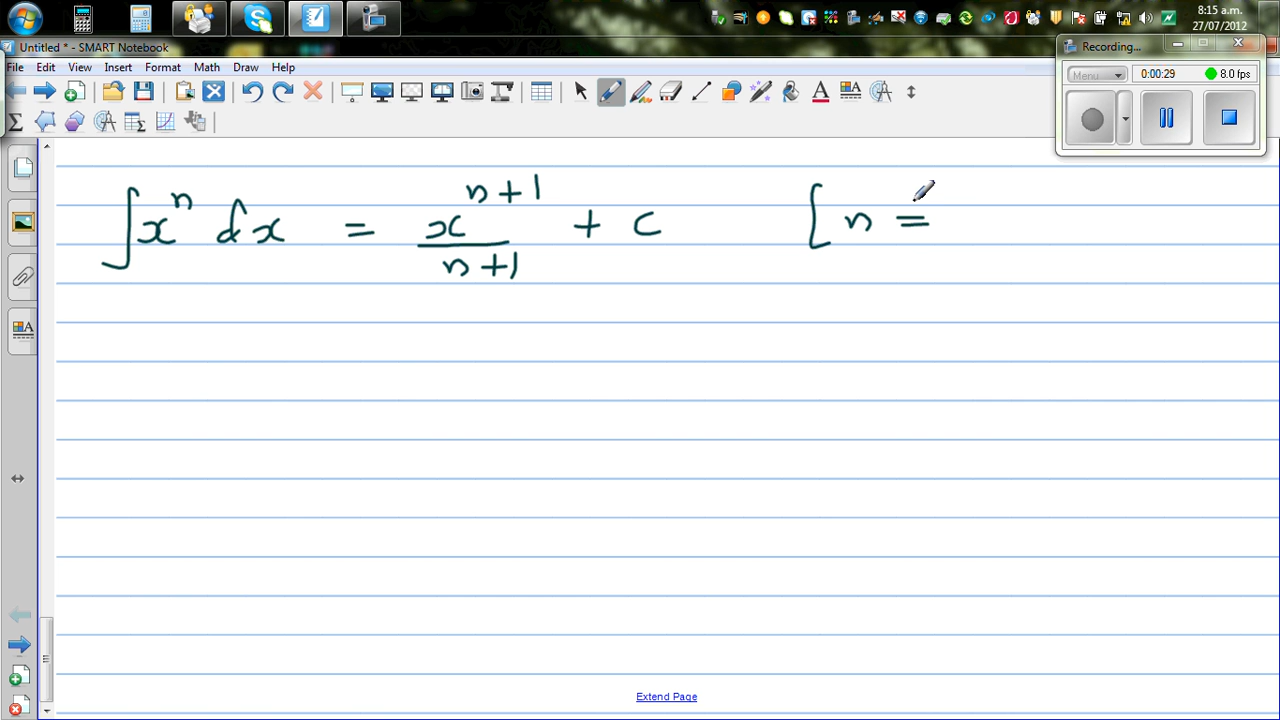 8:15 a.m.
27/07/2012
Untitled * - SMART Notebook
Recording...
File Edit View Insert Format Math Draw Help
Menu 0:00:29 8.0 fps
∫xⁿ dx = xⁿ⁺¹/n+1 + c [n =
Extend Page